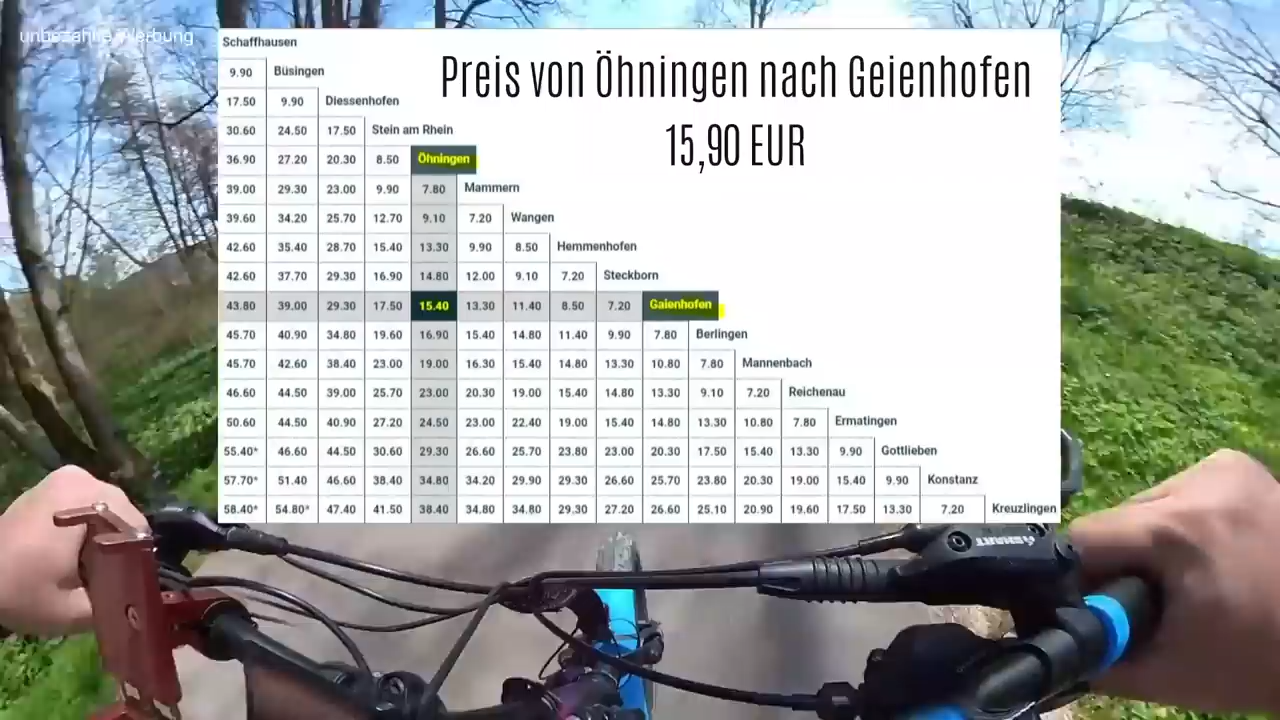 unbezahlte Werbung
Preis von Öhningen nach Geienhofen
15,90 EUR
Schaffhausen
9.90 Büsingen
17.50 9.90 Diessenhofen
30.60 24.50 17.50 Stein am Rhein
36.90 27.20 20.30 8.50 Öhningen
39.00 29.30 23.00 9.90 7.80 Mammern
39.60 34.20 25.70 12.70 9.10 7.20 Wangen
42.60 35.40 28.70 15.40 13.30 9.90 8.50 Hemmenhofen
42.60 37.70 29.30 16.90 14.80 12.00 9.10 7.20 Steckborn
43.80 39.00 29.30 17.50 15.40 13.30 11.40 8.50 7.20 Gaienhofen
45.70 40.90 34.80 19.60 16.90 15.40 14.80 11.40 9.90 7.80 Berlingen
45.70 42.60 38.40 23.00 19.00 16.30 15.40 14.80 13.30 10.80 7.80 Mannenbach
46.60 44.50 39.00 25.70 23.00 20.30 19.00 15.40 14.80 13.30 9.10 7.20 Reichenau
50.60 44.50 40.90 27.20 24.50 23.00 22.40 19.00 15.40 14.80 13.30 10.80 7.80 Ermatingen
55.40* 46.60 44.50 30.60 29.30 26.60 25.70 23.80 23.00 20.30 17.50 15.40 13.30 9.90 Gottlieben
57.70* 51.40 46.60 38.40 34.80 34.20 29.90 29.30 26.60 25.70 23.80 20.30 19.00 15.40 9.90 Konstanz
58.40* 54.80* 47.40 41.50 38.40 34.80 34.80 29.30 27.20 26.60 25.10 20.90 19.60 17.50 13.30 7.20 Kreuzlingen